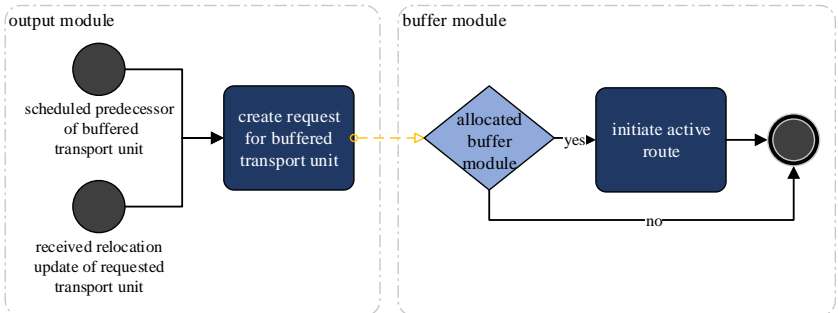 output module
scheduled predecessor
of buffered
transport unit
received relocation
update of requested
transport unit
create request
for buffered
transport unit
buffer module
allocated
buffer
module
yes
initiate active
route
no